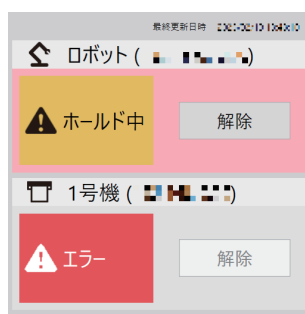 最終更新日時
ロボット ( )
ホールド中
解除
1号機 ( )
エラー
解除